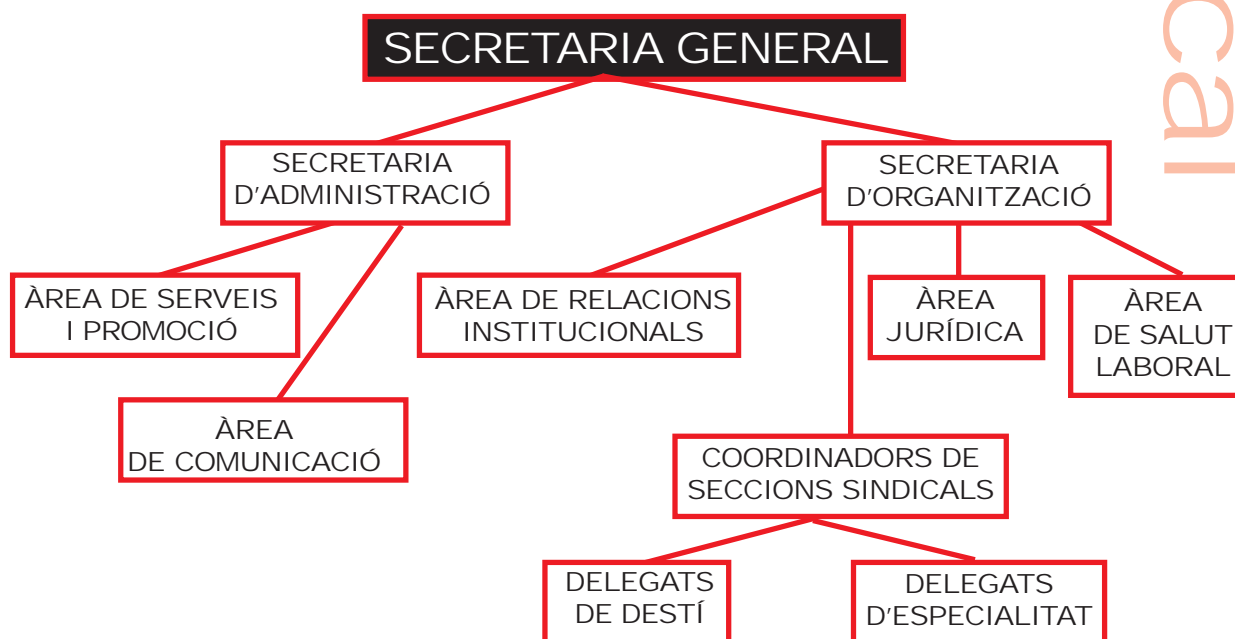 SECRETARIA GENERAL
SECRETARIA
D'ADMINISTRACIÓ
SECRETARIA
D'ORGANITZACIÓ
ÀREA DE SERVEIS
I PROMOCIÓ
ÀREA DE RELACIONS
INSTITUCIONALS
ÀREA
JURÍDICA
ÀREA
DE SALUT
LABORAL
ÀREA
DE COMUNICACIÓ
COORDINADORS DE
SECCIONS SINDICALS
DELEGATS
DE DESTÍ
DELEGATS
D'ESPECIALITAT